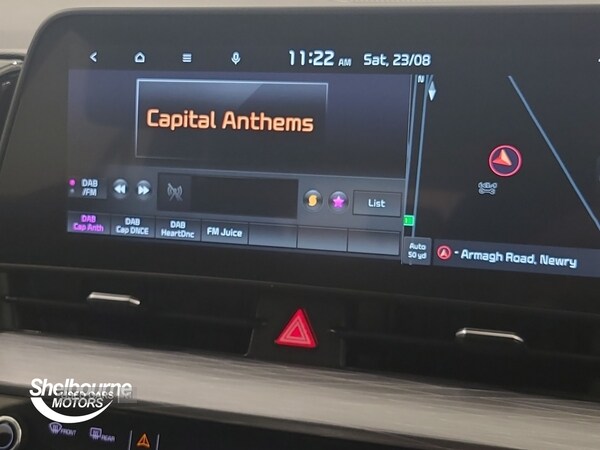 11:22 AM Sat, 23/08
N
Capital Anthems
DAB
/FM
List
DAB
Cap Anth
DAB
Cap DNCE
DAB
HeartDnc
FM Juice
Auto
50 yd
- Armagh Road, Newry
Shelbourne
MOTORS
FRONT
REAR